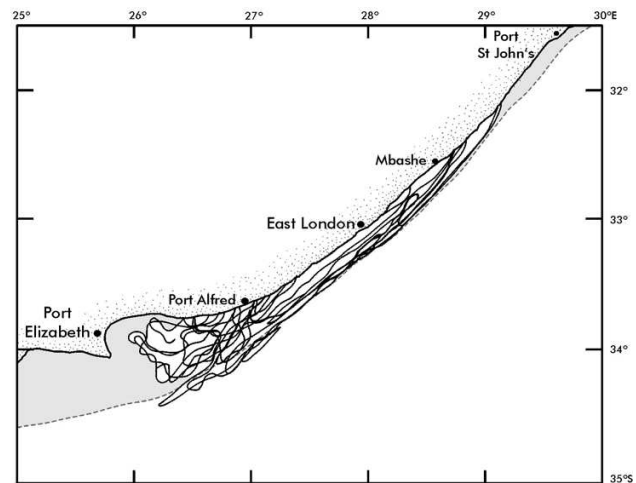 25° 26° 27° 28° 29° 30°E
Port
St John's
32°
Mbashe
33°
East London
Port Alfred
Port
Elizabeth
34°
35°S